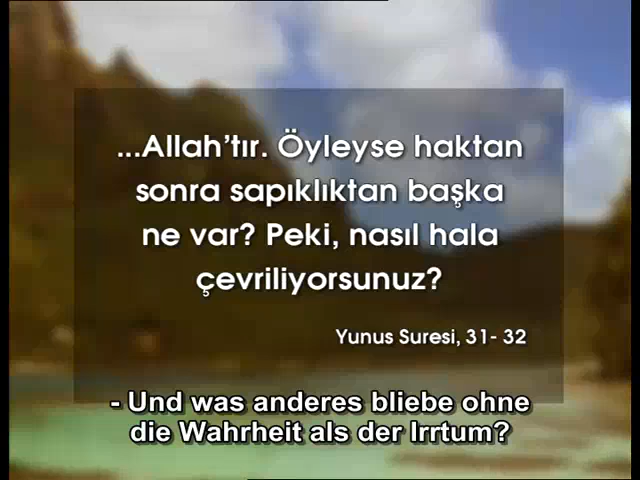 ...Allah’tır. Öyleyse haktan
sonra sapıklıktan başka
ne var? Peki, nasıl hala
çevriliyorsunuz?
Yunus Suresi, 31- 32
- Und was anderes bliebe ohne
die Wahrheit als der Irrtum?